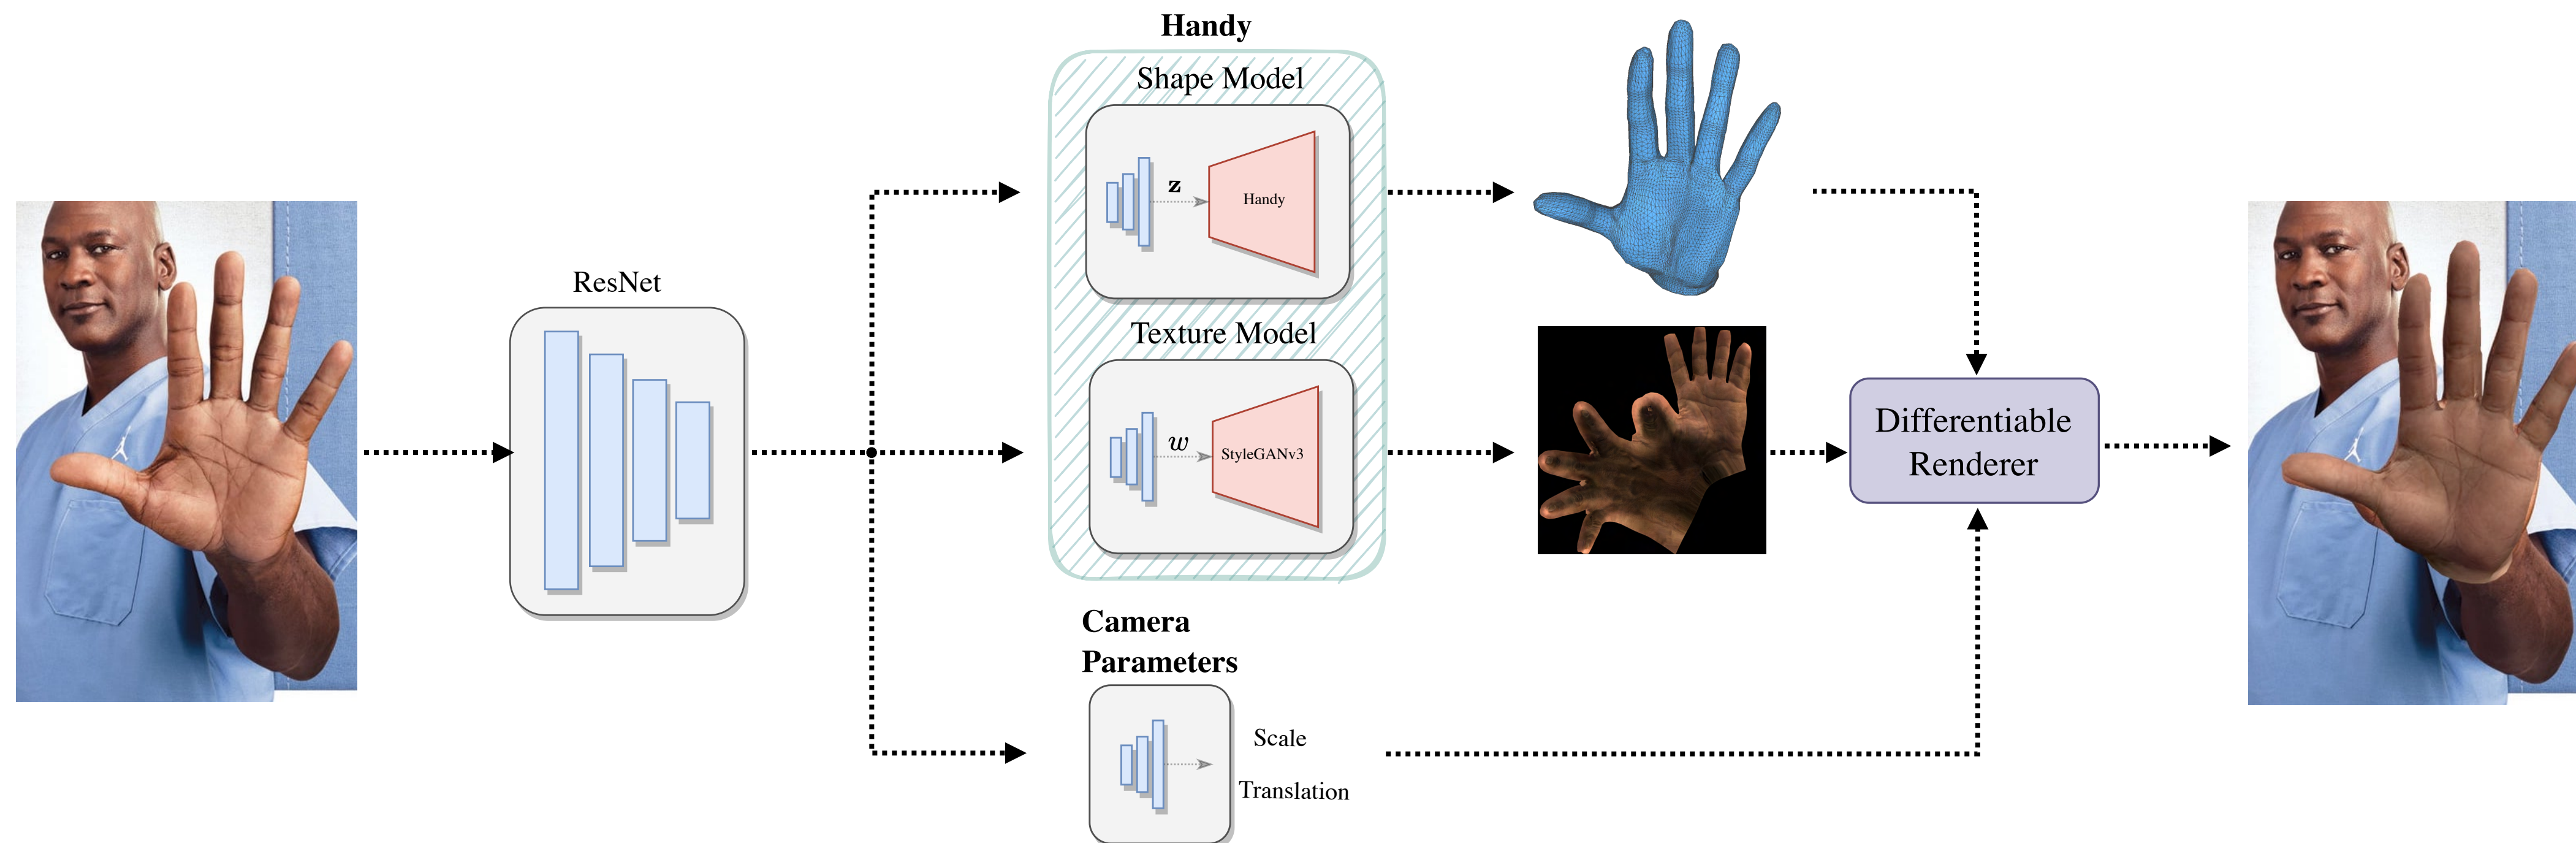 Handy
Shape Model
z
Handy
ResNet
Texture Model
w
StyleGANv3
Differentiable
Renderer
Camera
Parameters
Scale
Translation